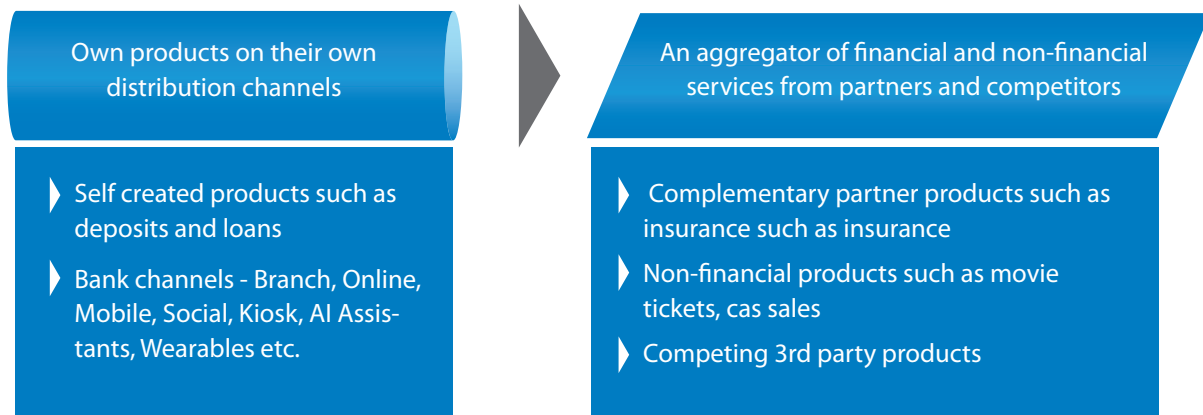 Own products on their own
distribution channels
An aggregator of financial and non-financial
services from partners and competitors
Self created products such as
deposits and loans
Bank channels - Branch, Online,
Mobile, Social, Kiosk, AI Assis-
tants, Wearables etc.
Complementary partner products such as
insurance such as insurance
Non-financial products such as movie
tickets, cas sales
Competing 3rd party products